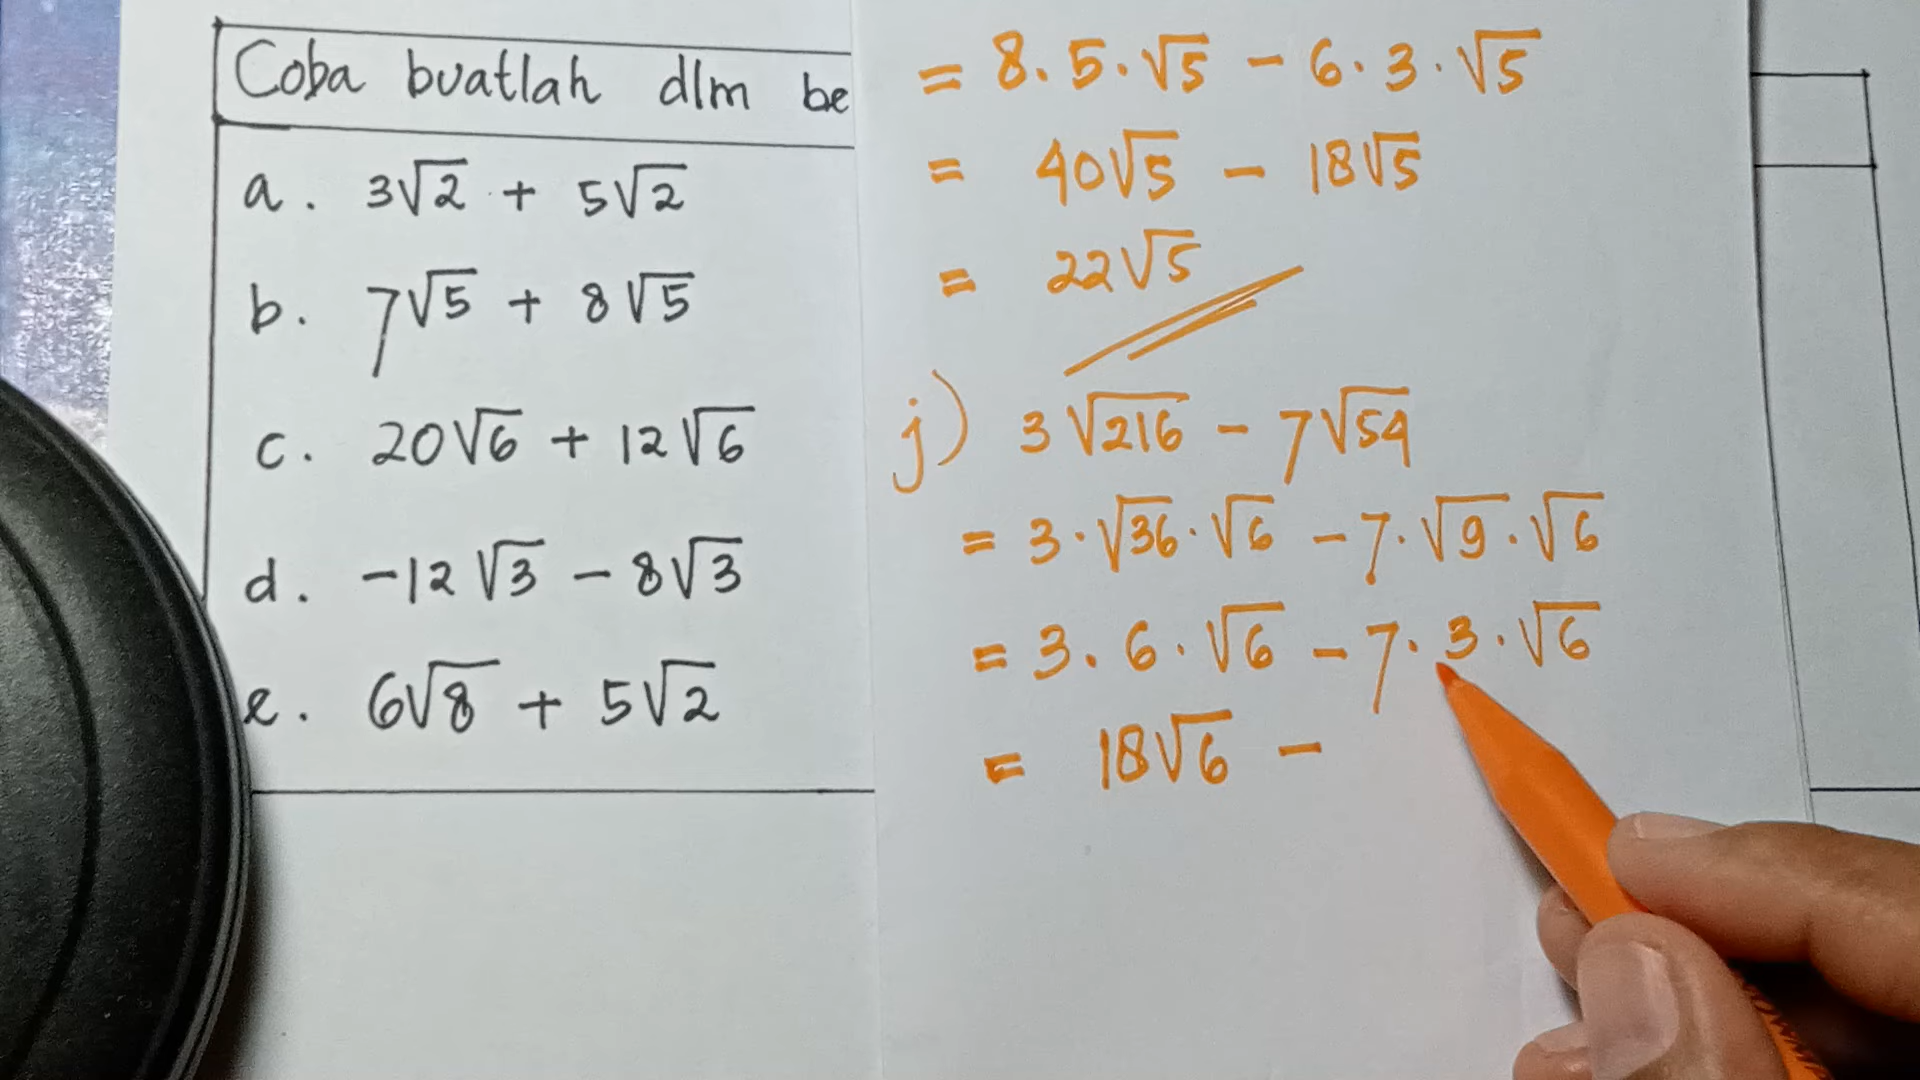 Coba buatlah dlm be
a. 3√2 + 5√2
b. 7√5 + 8√5
c. 20√6 + 12√6
d. -12√3 - 8√3
e. 6√8 + 5√2
= 8.5.√5 - 6.3.√5
= 40√5 - 18√5
= 22√5
j) 3√216 - 7√54
= 3.√36.√6 - 7.√9.√6
= 3.6.√6 - 7.3.√6
= 18√6 -